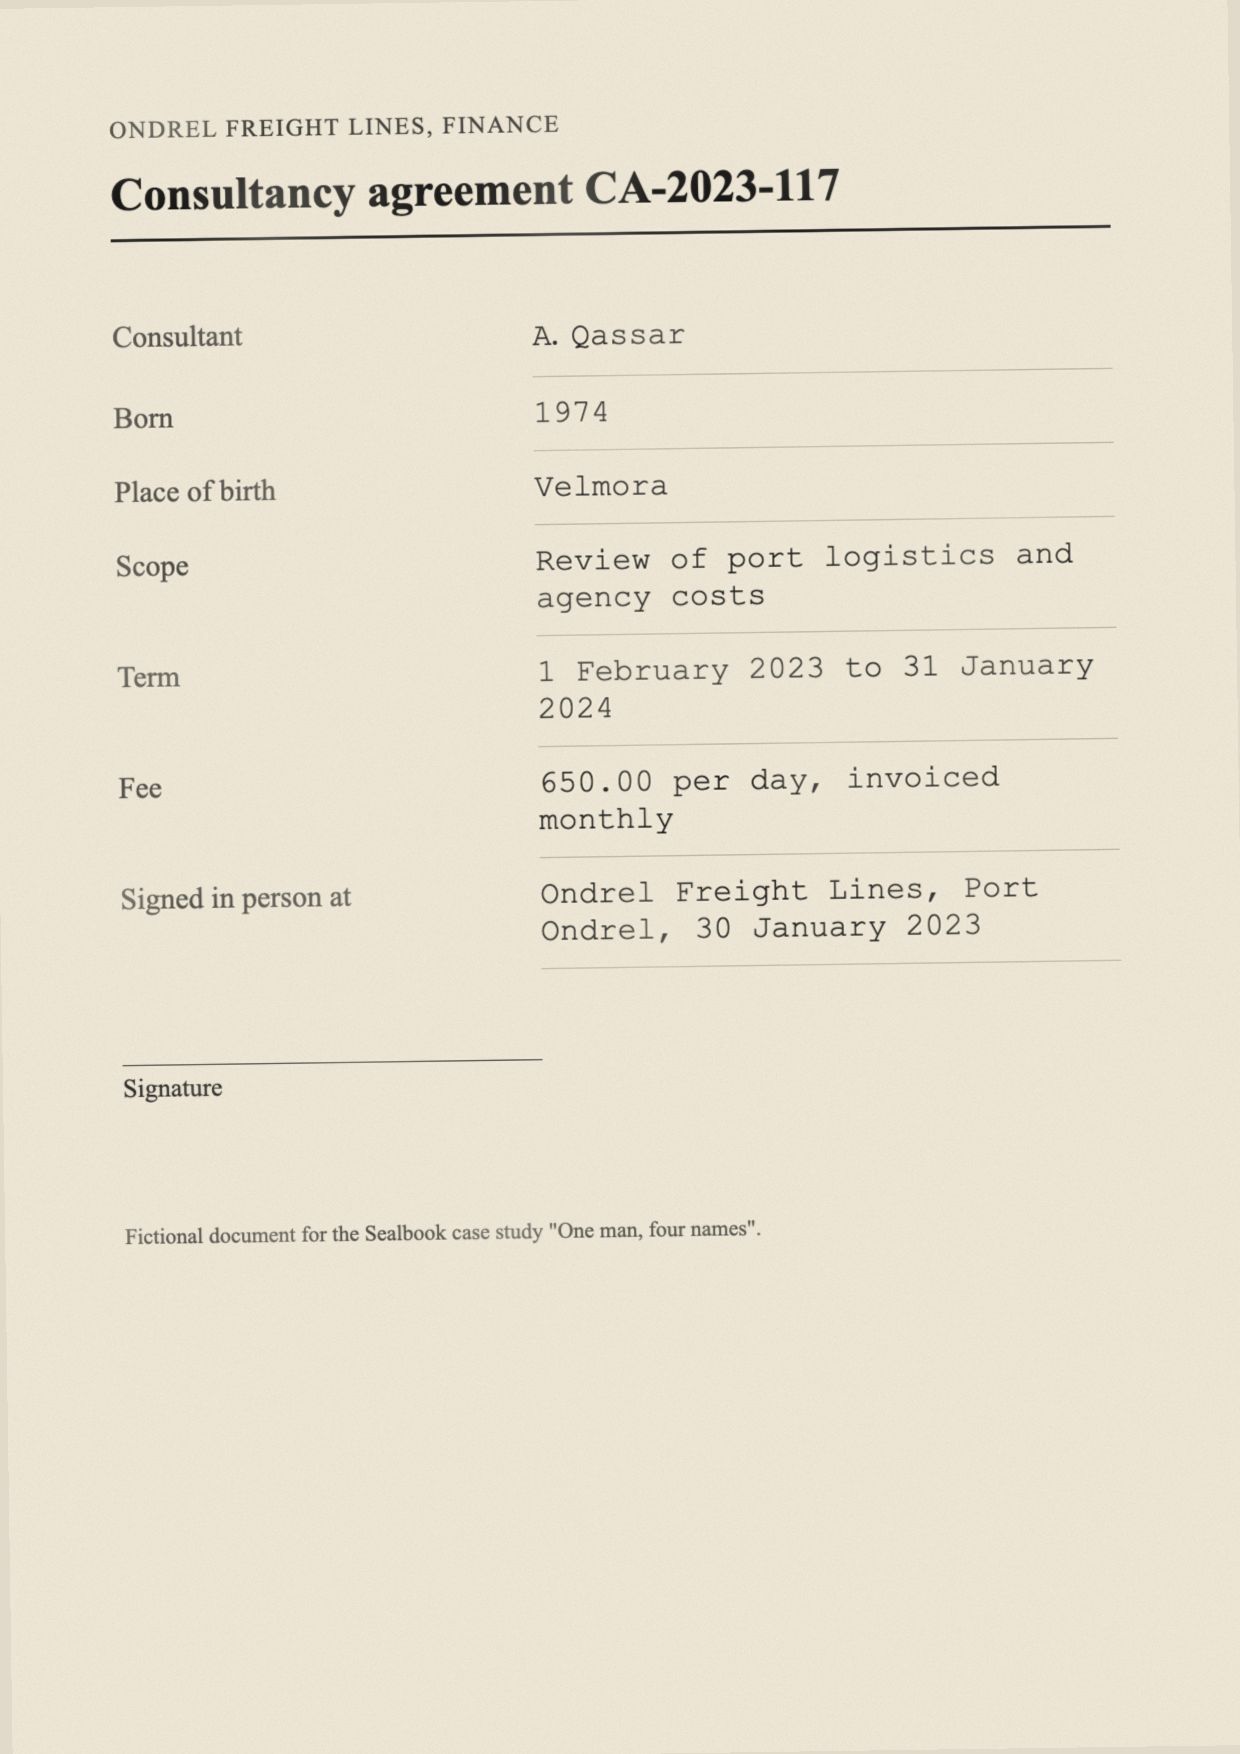 ONDREL FREIGHT LINES, FINANCE
Consultancy agreement CA-2023-117
Consultant A. Qassar
Born 1974
Place of birth Velmora
Scope Review of port logistics and
agency costs
Term 1 February 2023 to 31 January
2024
Fee 650.00 per day, invoiced
monthly
Signed in person at Ondrel Freight Lines, Port
Ondrel, 30 January 2023
Signature
Fictional document for the Sealbook case study "One man, four names".